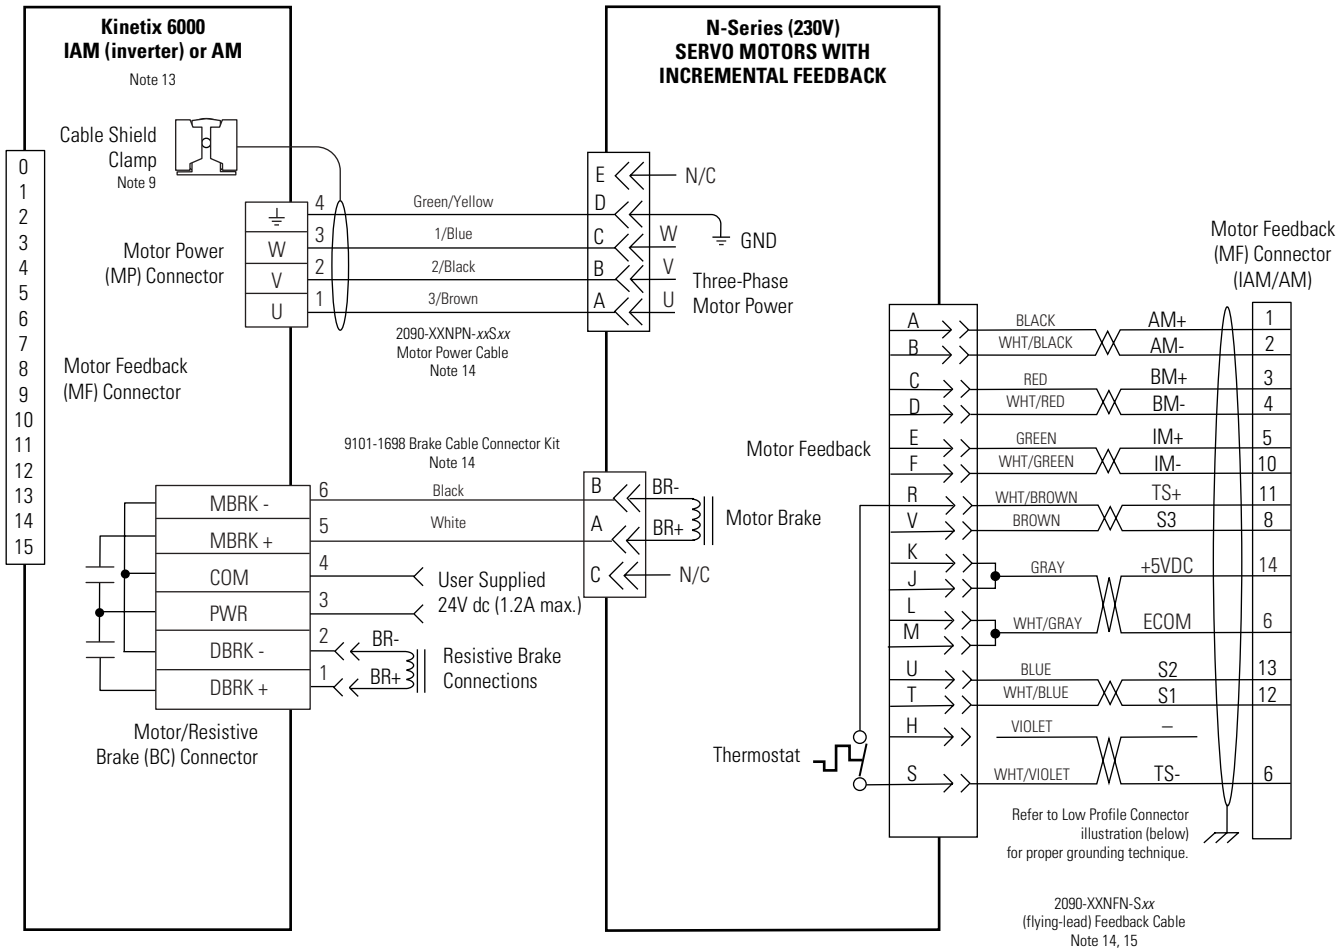 Kinetix 6000
IAM (inverter) or AM
Note 13
N-Series (230V)
SERVO MOTORS WITH
INCREMENTAL FEEDBACK
Cable Shield
Clamp
Note 9
0
1
2
3
4
5
6
7
8
9
10
11
12
13
14
15
Motor Feedback
(MF) Connector
Motor Power
(MP) Connector
4 Green/Yellow D
W 3 1/Blue C W
V 2 2/Black B V
U 1 3/Brown A U
E N/C
GND
Three-Phase
Motor Power
2090-XXNPN-xxSxx
Motor Power Cable
Note 14
9101-1698 Brake Cable Connector Kit
Note 14
MBRK - 6 Black B BR-
MBRK + 5 White A BR+
Motor Brake
C N/C
COM 4
PWR 3
User Supplied
24V dc (1.2A max.)
DBRK - 2 BR-
DBRK + 1 BR+
Resistive Brake
Connections
Motor/Resistive
Brake (BC) Connector
Motor Feedback
(MF) Connector
(IAM/AM)
Motor Feedback
A BLACK AM+ 1
B WHT/BLACK AM- 2
C RED BM+ 3
D WHT/RED BM- 4
E GREEN IM+ 5
F WHT/GREEN IM- 10
R WHT/BROWN TS+ 11
V BROWN S3 8
K
J
GRAY +5VDC 14
L
M
WHT/GRAY ECOM 6
U BLUE S2 13
T WHT/BLUE S1 12
H VIOLET –
S WHT/VIOLET TS- 6
Thermostat
Refer to Low Profile Connector
illustration (below)
for proper grounding technique.
2090-XXNFN-Sxx
(flying-lead) Feedback Cable
Note 14, 15